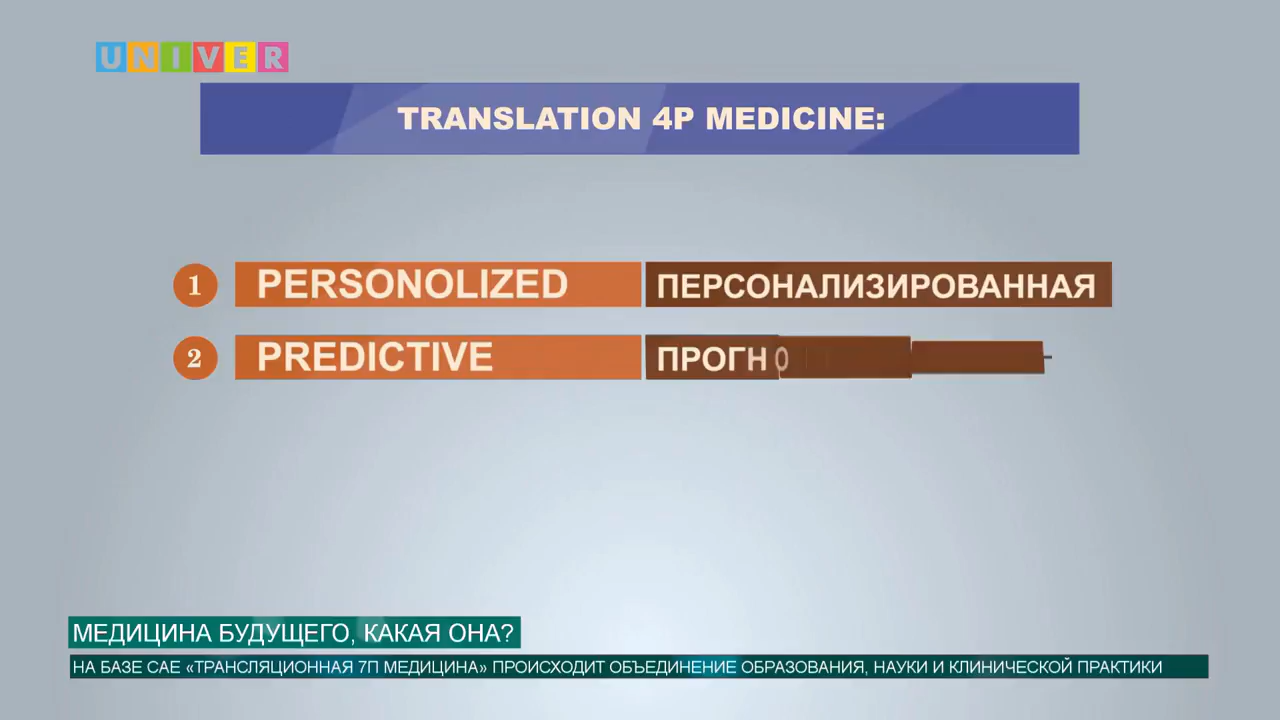 UNIVER
TRANSLATION 4P MEDICINE:
1 PERSONOLIZED ПЕРСОНАЛИЗИРОВАННАЯ
2 PREDICTIVE ПРОГНО
МЕДИЦИНА БУДУЩЕГО, КАКАЯ ОНА?
НА БАЗЕ САЕ «ТРАНСЛЯЦИОННАЯ 7П МЕДИЦИНА» ПРОИСХОДИТ ОБЪЕДИНЕНИЕ ОБРАЗОВАНИЯ, НАУКИ И КЛИНИЧЕСКОЙ ПРАКТИКИ